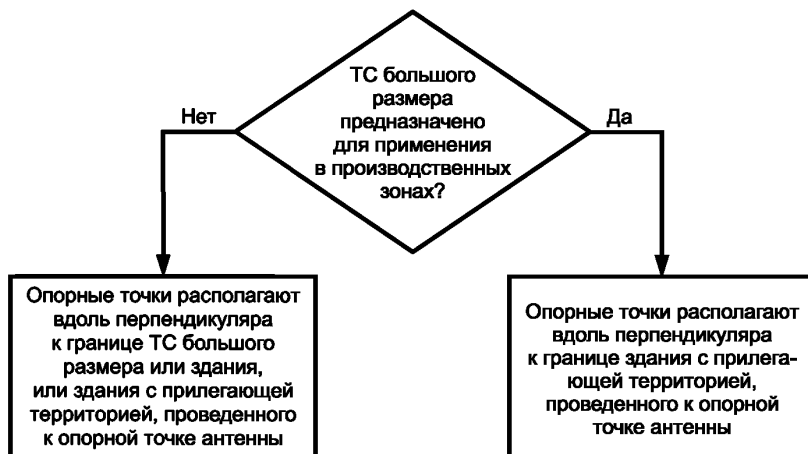 ТС большого
размера
предназначено
для применения
в производственных
зонах?
Нет
Да
Опорные точки располагают
вдоль перпендикуляра
к границе ТС большого
размера или здания,
или здания с прилегающей
территорией, проведенного
к опорной точке антенны
Опорные точки располагают
вдоль перпендикуляра
к границе здания с прилега-
ющей территорией,
проведенного к опорной
точке антенны